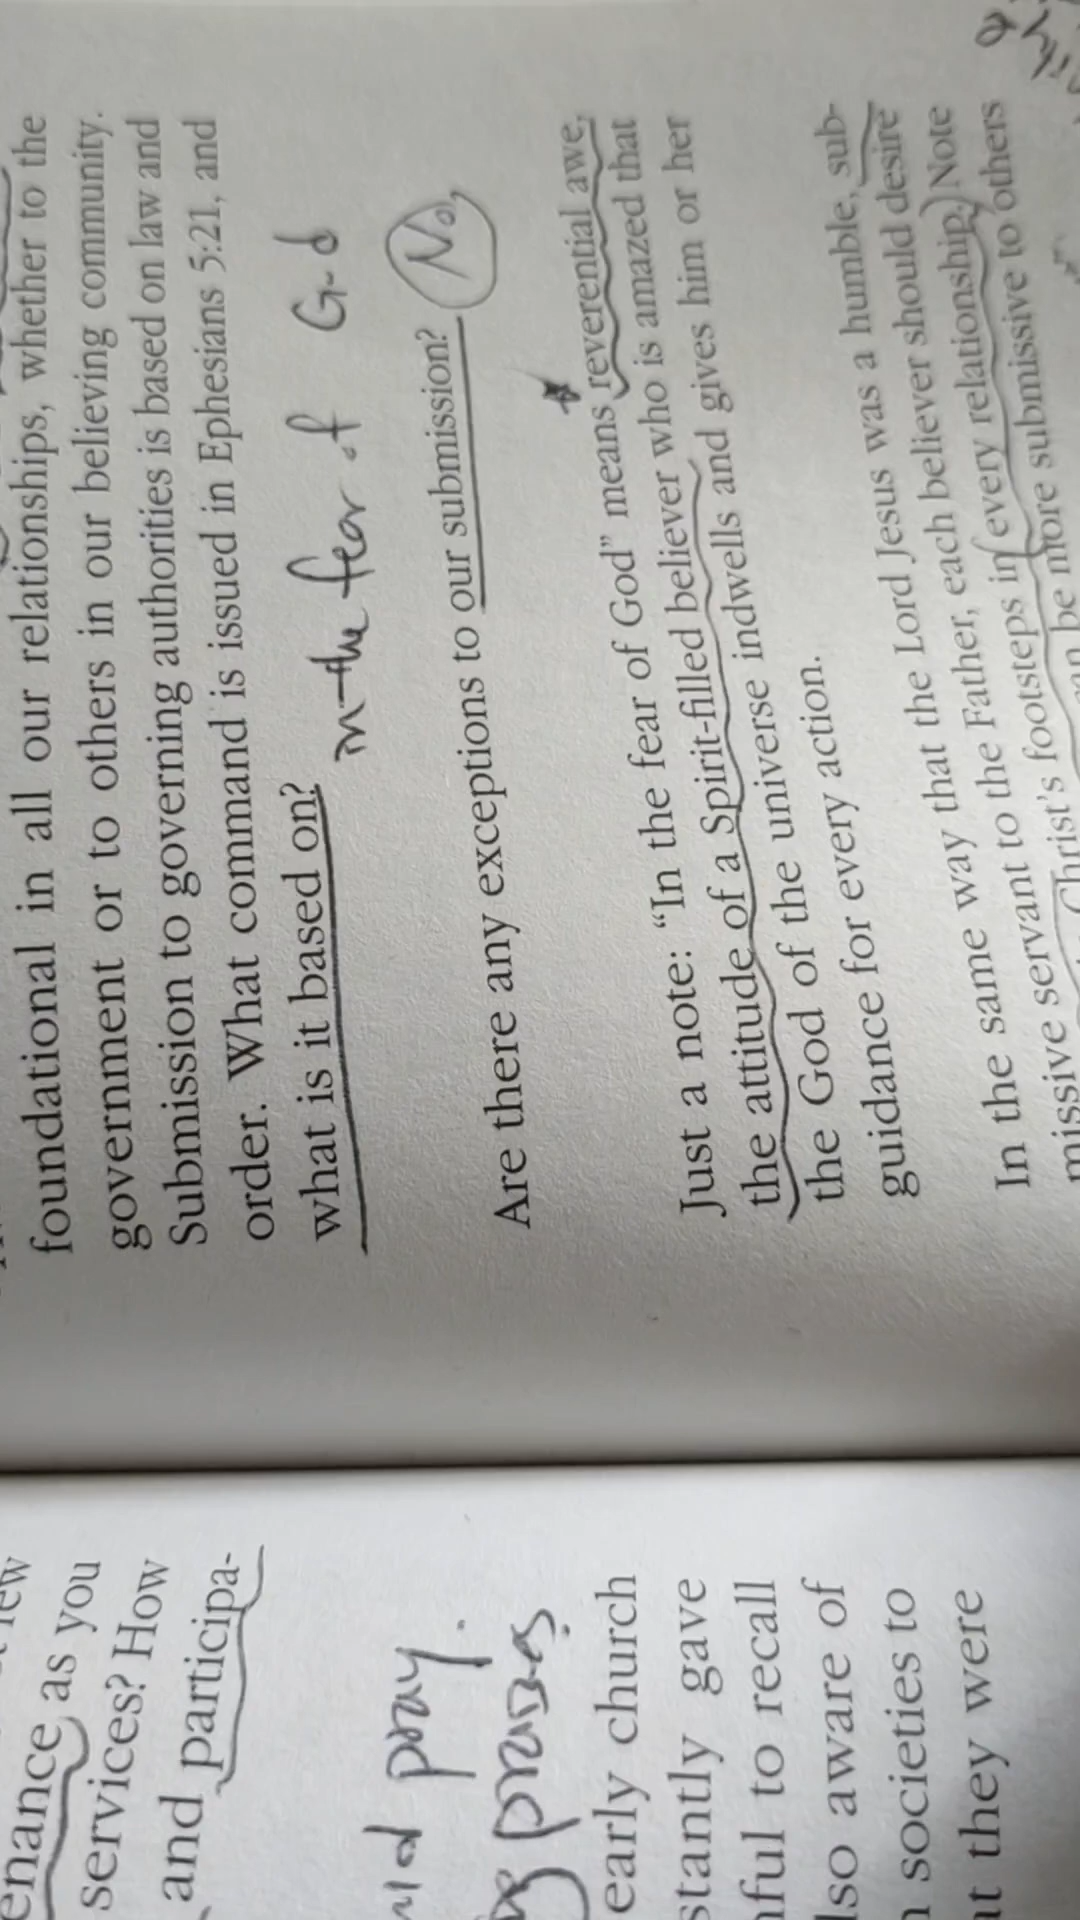 foundational in all our relationships, whether to the
government or to others in our believing community.
Submission to governing authorities is based on law and
order. What command is issued in Ephesians 5:21, and
what is it based on?
in the fear of G-d
Are there any exceptions to our submission? No,
Just a note: “In the fear of God” means reverential awe,
the attitude of a Spirit-filled believer who is amazed that
the God of the universe indwells and gives him or her
guidance for every action.
In the same way that the Lord Jesus was a humble, sub-
missive servant to the Father, each believer should desire
Christ's footsteps in every relationship. Note
be more submissive to others
as you
services? How
and participa-
pray.
praises
early church
gave
to recall
aware of
societies to
they were